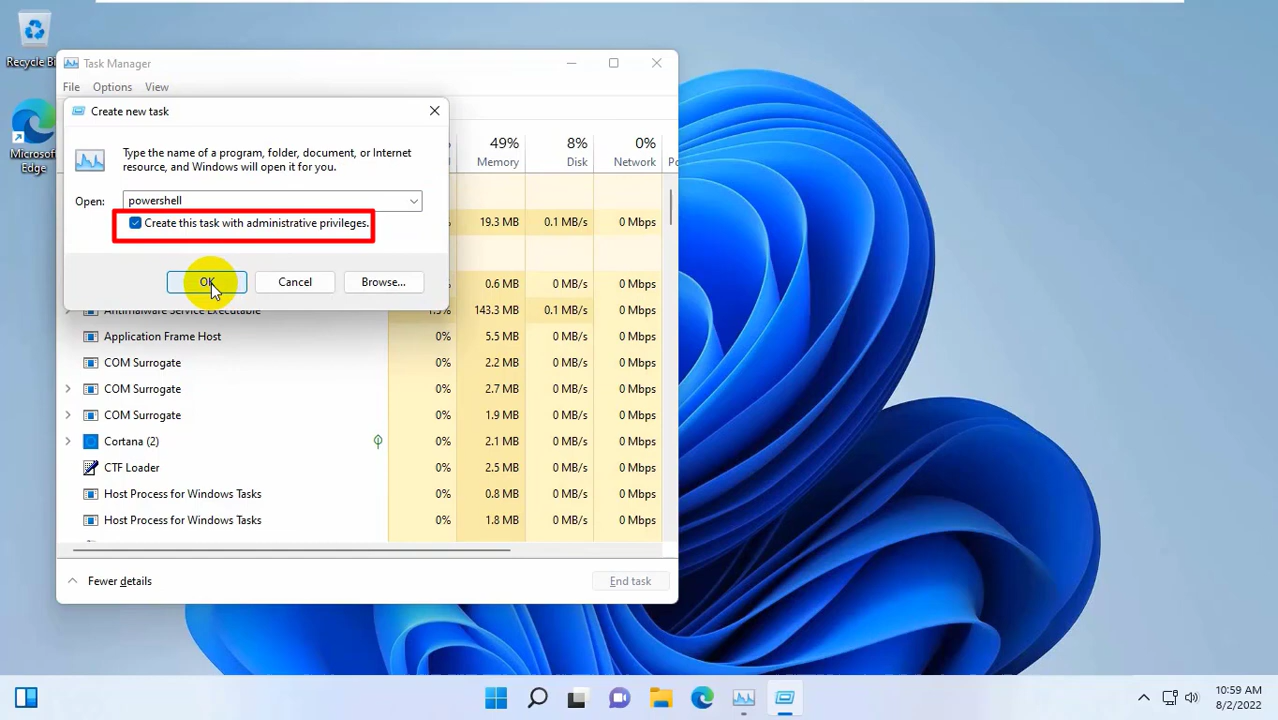 Recycle Bi
Microsoft
Edge
Task Manager
File Options View
Create new task
Type the name of a program, folder, document, or Internet
resource, and Windows will open it for you.
Open: powershell
Create this task with administrative privileges.
OK Cancel Browse...
49% 8% 0%
Memory Disk Network
19.3 MB 0.1 MB/s 0 Mbps
0.6 MB 0 MB/s 0 Mbps
Antimalware Service Executable 143.3 MB 0.1 MB/s 0 Mbps
Application Frame Host 0% 5.5 MB 0 MB/s 0 Mbps
COM Surrogate 0% 2.2 MB 0 MB/s 0 Mbps
COM Surrogate 0% 2.7 MB 0 MB/s 0 Mbps
COM Surrogate 0% 1.9 MB 0 MB/s 0 Mbps
Cortana (2) 0% 2.1 MB 0 MB/s 0 Mbps
CTF Loader 0% 2.5 MB 0 MB/s 0 Mbps
Host Process for Windows Tasks 0% 0.8 MB 0 MB/s 0 Mbps
Host Process for Windows Tasks 0% 1.8 MB 0 MB/s 0 Mbps
Fewer details End task
10:59 AM
8/2/2022